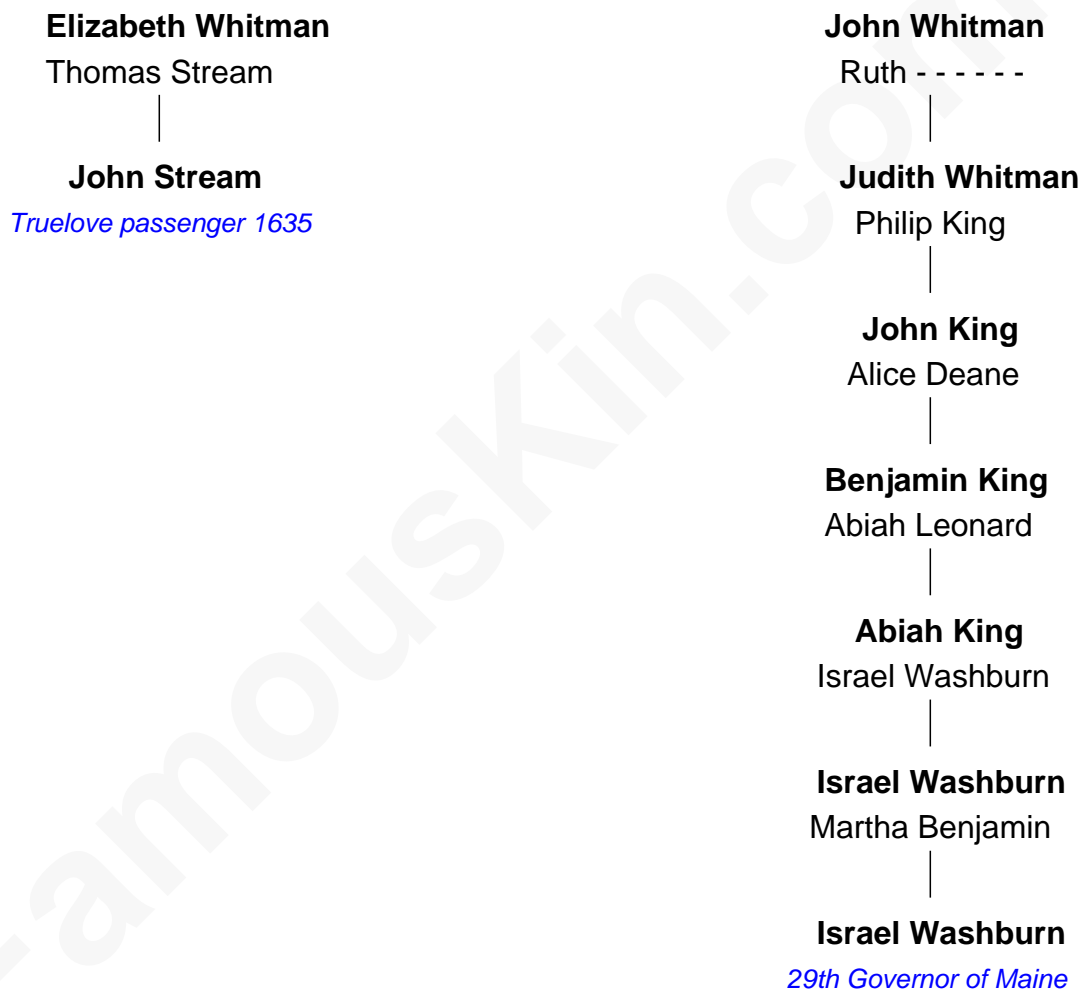 Elizabeth Whitman
Thomas Stream
John Stream
Truelove passenger 1635
John Whitman
Ruth - - - - - -
Judith Whitman
Philip King
John King
Alice Deane
Benjamin King
Abiah Leonard
Abiah King
Israel Washburn
Israel Washburn
Martha Benjamin
Israel Washburn
29th Governor of Maine
FamousKin.com